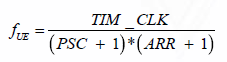 f_UE = TIM_CLK / (PSC + 1)*(ARR + 1)